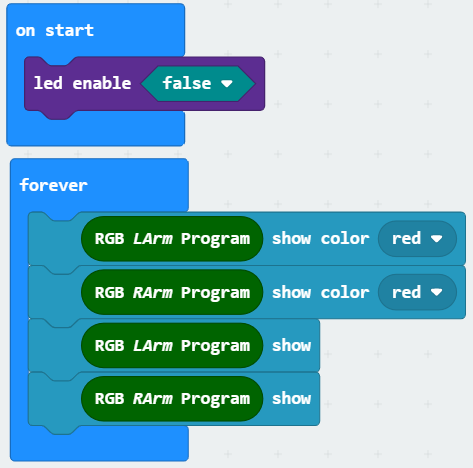 on start
led enable false
forever
RGB LArm Program show color red
RGB RArm Program show color red
RGB LArm Program show
RGB RArm Program show